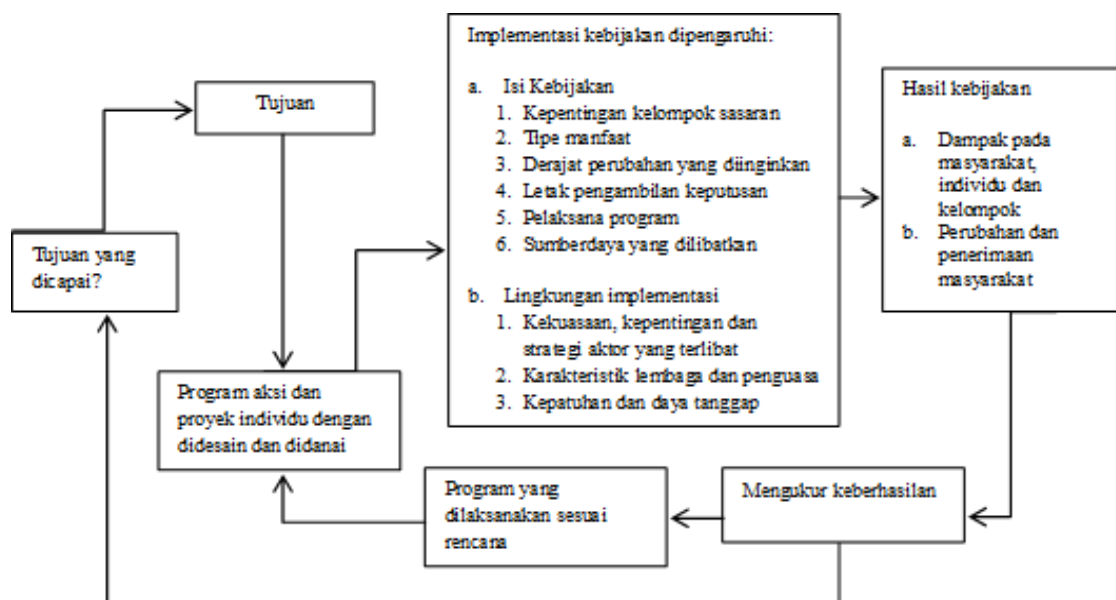 Implementasi kebijakan dipengaruhi:
a. Isi Kebijakan
1. Kepentingan kelompok sasaran
2. TIpe manfaat
3. Derajat perubahan yang diinginkan
4. Letak pengambilan keputusan
5. Pelaksana program
6. Sumberdaya yang dilibatkan
b. Lingkungan implementasi
1. Kekuasaan, kepentingan dan
strategi aktor yang terlibat
2. Karakteristik lembaga dan penguasa
3. Kepatuhan dan daya tanggap
Tujuan
Hasil kebijakan
a. Dampak pada
masyarakat,
individu dan
kelompok
b. Perubahan dan
penerimaan
masyarakat
Tujuan yang
dicapai?
Program aksi dan
proyek individu dengan
didesain dan didanai
Program yang
dilaksanakan sesuai
rencana
Mengukur keberhasilan